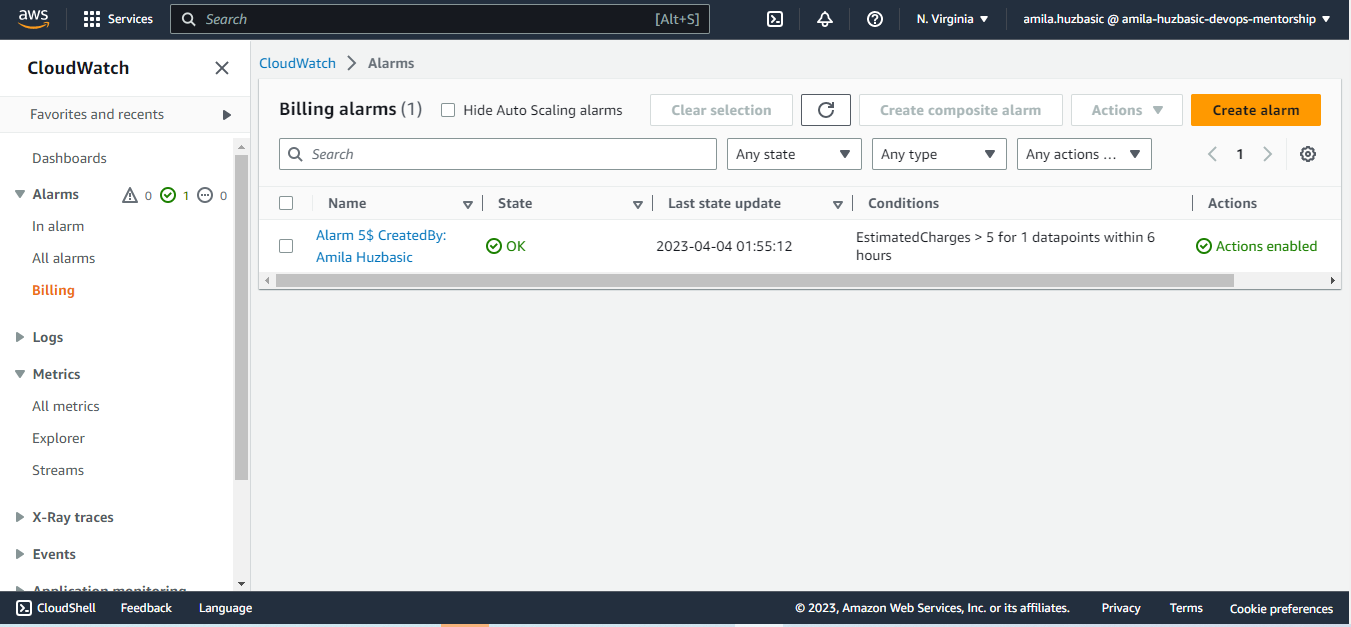 aws
Services
Search [Alt+S]
N. Virginia
amila.huzbasic @ amila-huzbasic-devops-mentorship
CloudWatch
Favorites and recents
Dashboards
Alarms 0 1 0
In alarm
All alarms
Billing
Logs
Metrics
All metrics
Explorer
Streams
X-Ray traces
Events
Application monitoring
CloudWatch Alarms
Billing alarms (1)
Hide Auto Scaling alarms
Clear selection
Create composite alarm
Actions
Create alarm
Search
Any state
Any type
Any actions ...
1
Name State Last state update Conditions Actions
Alarm 5$ CreatedBy:
Amila Huzbasic
OK
2023-04-04 01:55:12
EstimatedCharges > 5 for 1 datapoints within 6
hours
Actions enabled
CloudShell Feedback Language
© 2023, Amazon Web Services, Inc. or its affiliates. Privacy Terms Cookie preferences